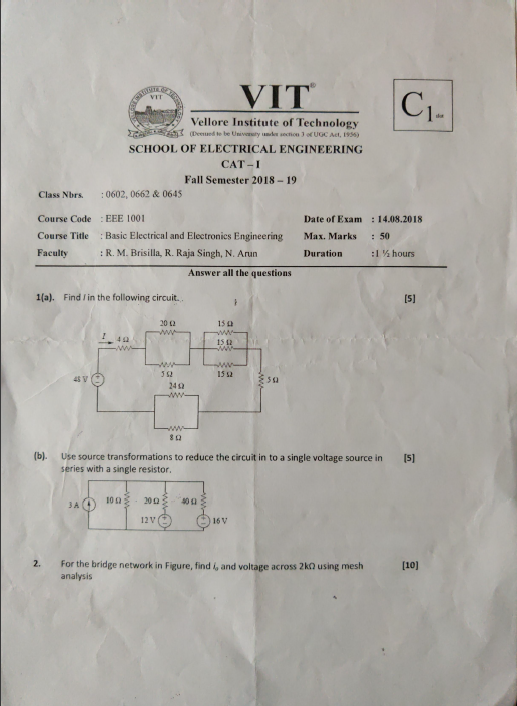 VIT
Vellore Institute of Technology
(Deemed to be University under section 3 of UGC Act, 1956)
C1
SCHOOL OF ELECTRICAL ENGINEERING
CAT – I
Fall Semester 2018 – 19
Class Nbrs. : 0602, 0662 & 0645
Course Code : EEE 1001 Date of Exam : 14.08.2018
Course Title : Basic Electrical and Electronics Engineering Max. Marks : 50
Faculty : R. M. Brisilla, R. Raja Singh, N. Arun Duration :1 ½ hours
Answer all the questions
1(a). Find I in the following circuit. [5]
20 Ω 15 Ω
I 4 Ω 15 Ω
5 Ω 15 Ω
48 V 3 Ω
24 Ω
8 Ω
(b). Use source transformations to reduce the circuit in to a single voltage source in [5]
series with a single resistor.
3 A 10 Ω 20 Ω 40 Ω
12 V 16 V
2. For the bridge network in Figure, find io and voltage across 2kΩ using mesh [10]
analysis